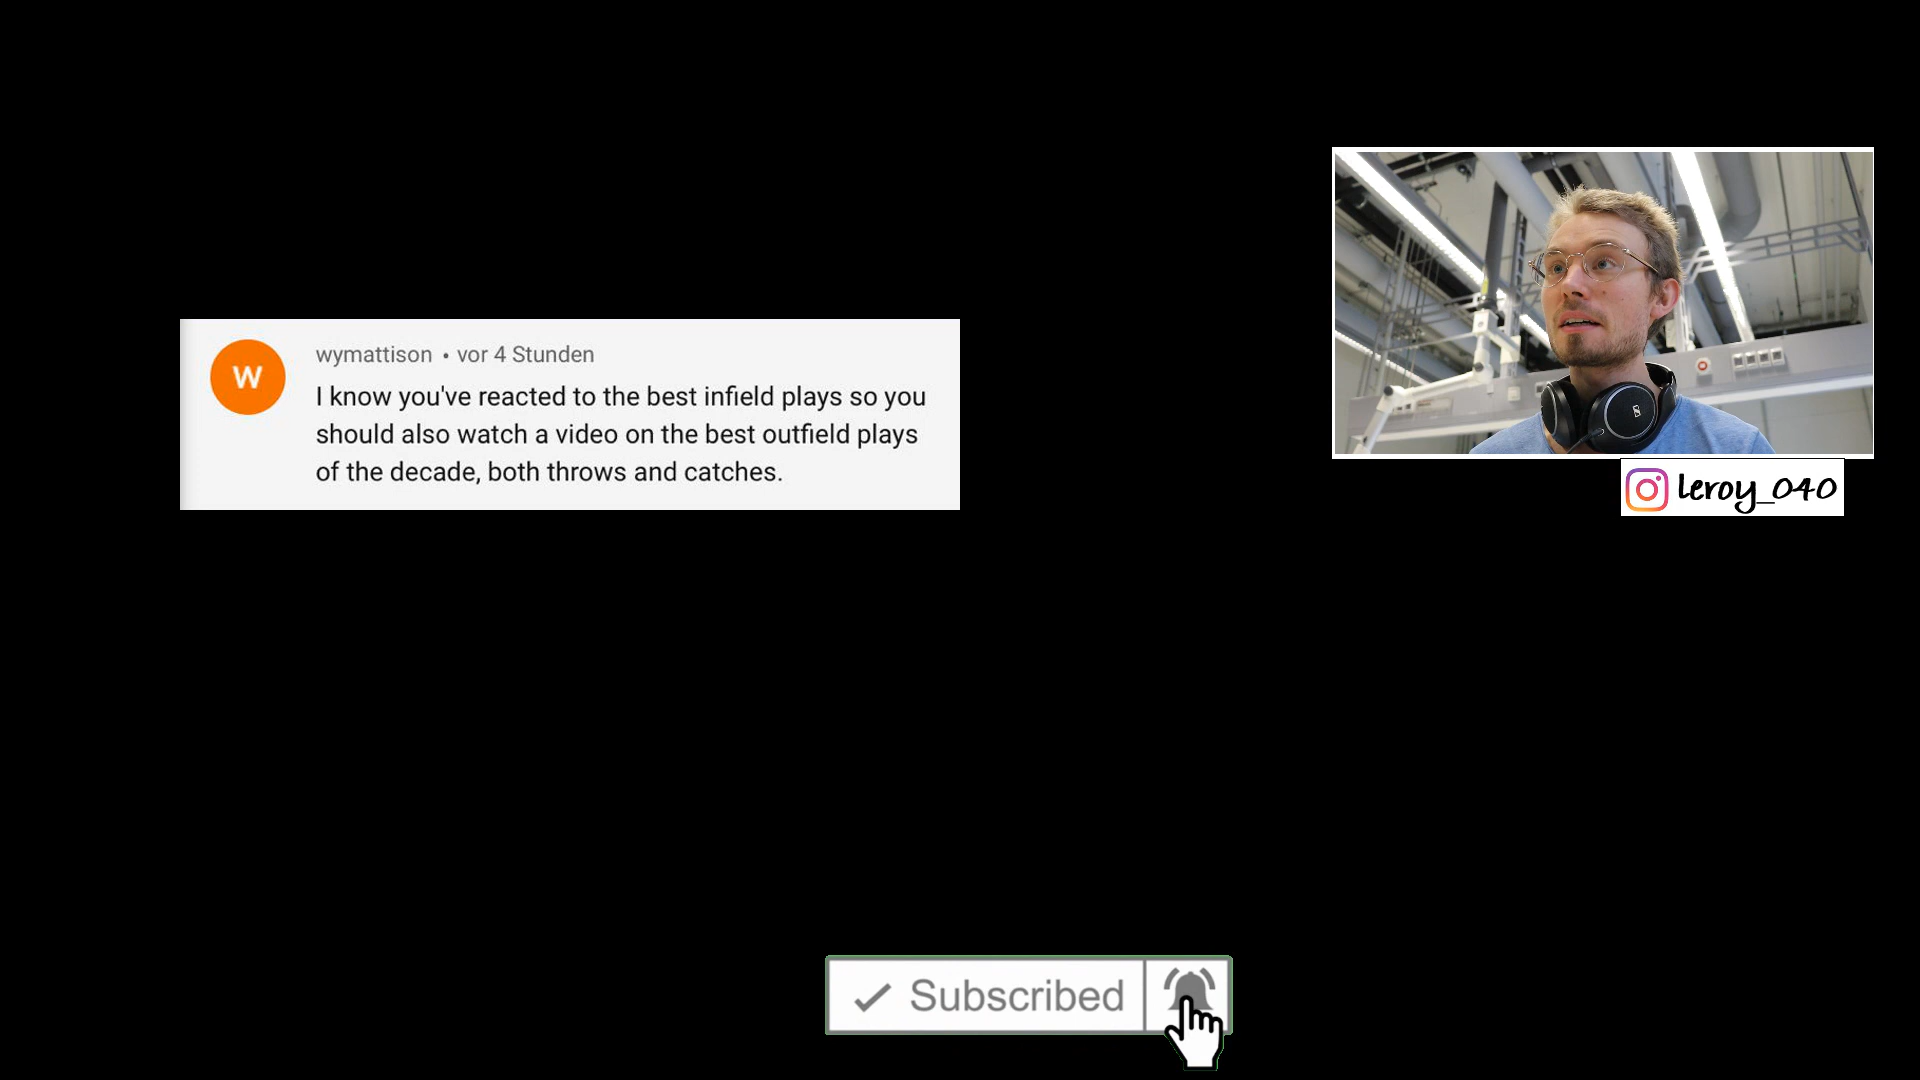 W
wymattison • vor 4 Stunden
I know you've reacted to the best infield plays so you
should also watch a video on the best outfield plays
of the decade, both throws and catches.
leroy_040
Subscribed